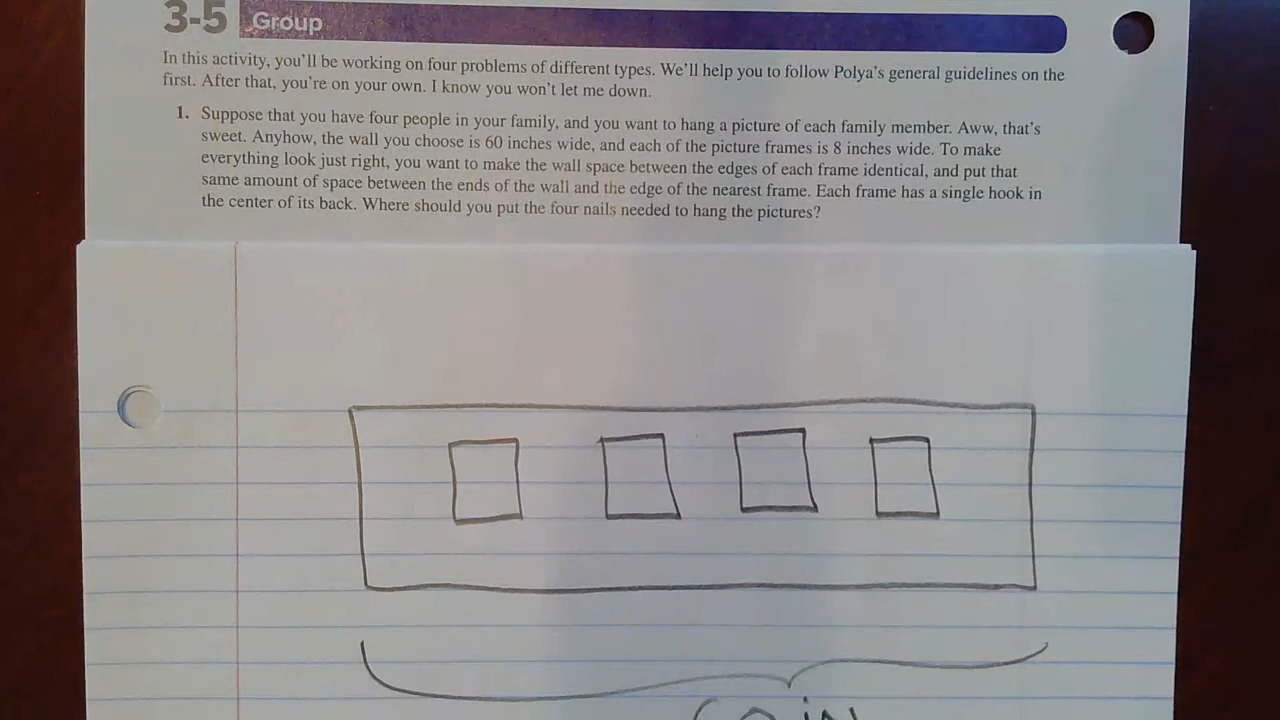 3-5 Group
In this activity, you'll be working on four problems of different types. We'll help you to follow Polya's general guidelines on the
first. After that, you're on your own. I know you won't let me down.
1. Suppose that you have four people in your family, and you want to hang a picture of each family member. Aww, that's
sweet. Anyhow, the wall you choose is 60 inches wide, and each of the picture frames is 8 inches wide. To make
everything look just right, you want to make the wall space between the edges of each frame identical, and put that
same amount of space between the ends of the wall and the edge of the nearest frame. Each frame has a single hook in
the center of its back. Where should you put the four nails needed to hang the pictures?